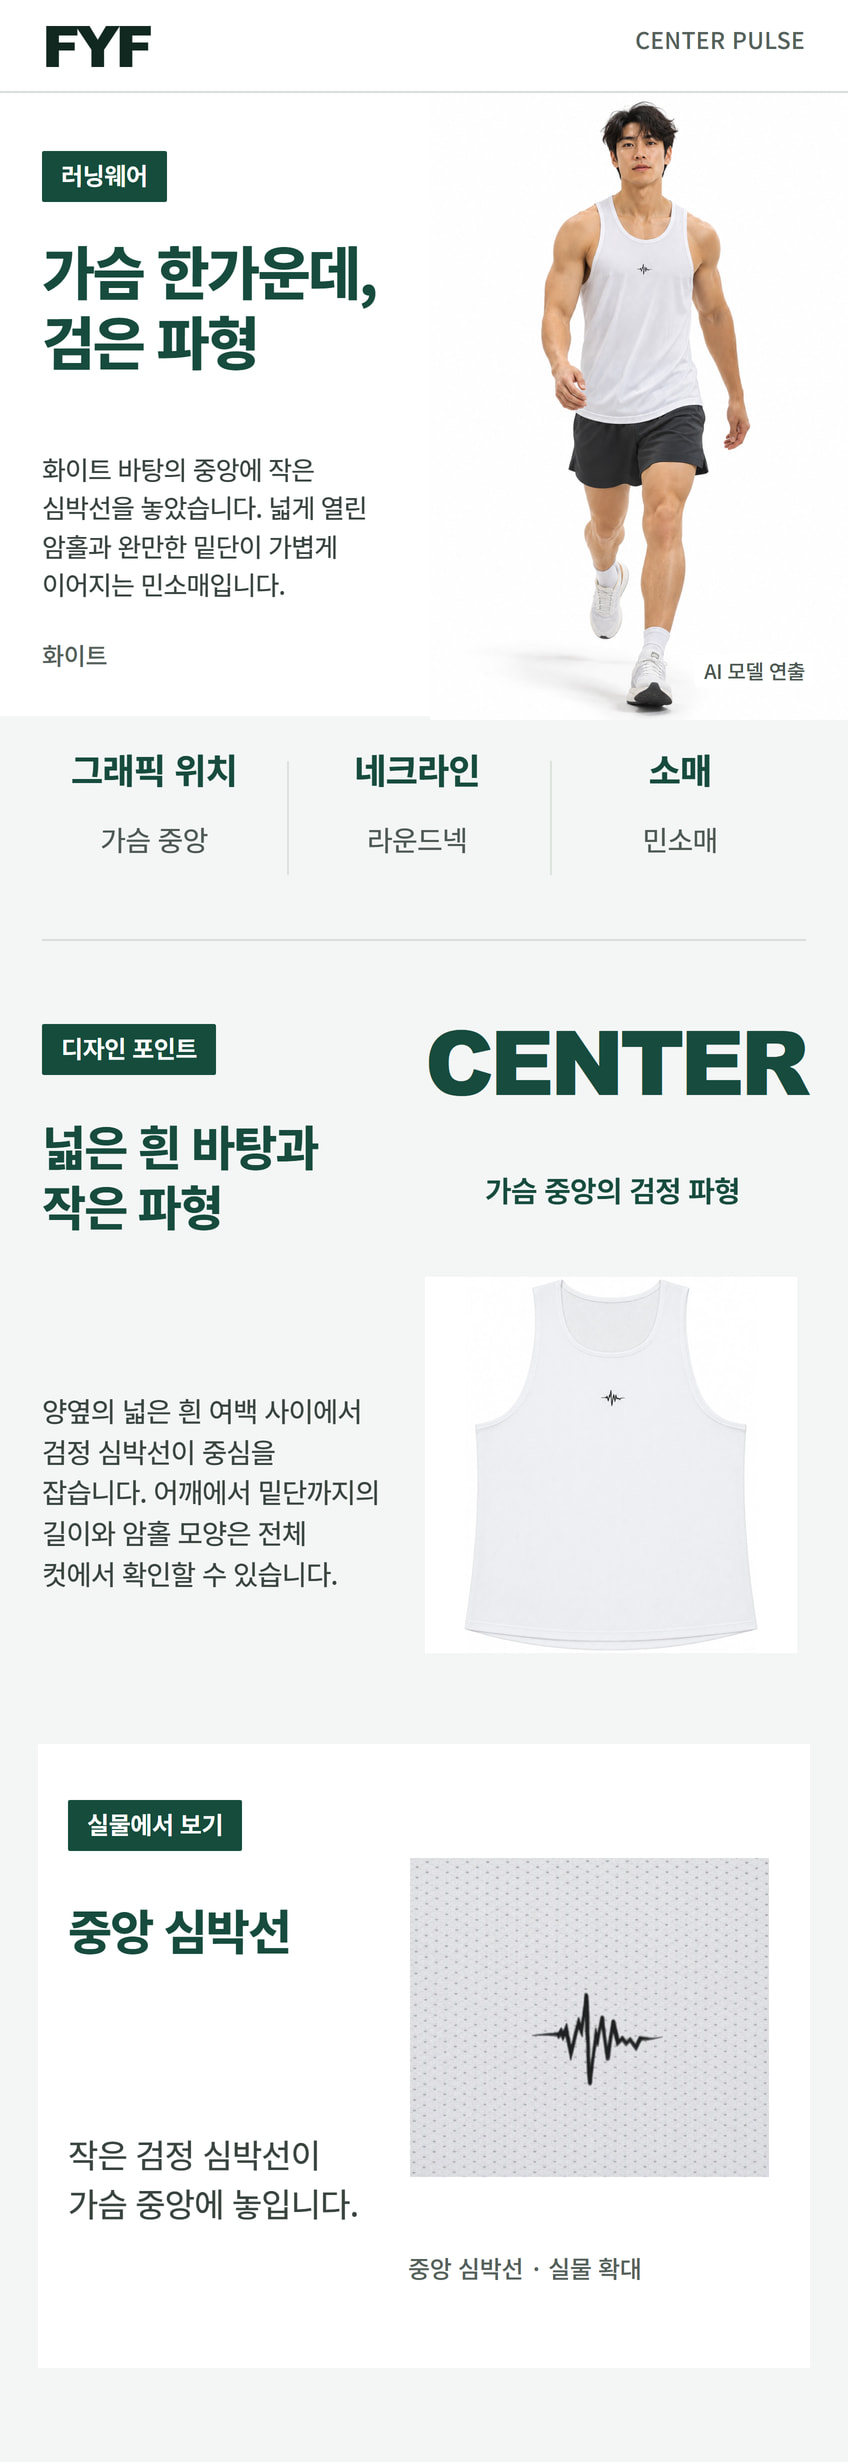 FYF
CENTER PULSE
러닝웨어
가슴 한가운데,
검은 파형
화이트 바탕의 중앙에 작은
심박선을 놓았습니다. 넓게 열린
암홀과 완만한 밑단이 가볍게
이어지는 민소매입니다.
화이트
AI 모델 연출
그래픽 위치
가슴 중앙
네크라인
라운드넥
소매
민소매
디자인 포인트
넓은 흰 바탕과
작은 파형
양옆의 넓은 흰 여백 사이에서
검정 심박선이 중심을
잡습니다. 어깨에서 밑단까지의
길이와 암홀 모양은 전체
컷에서 확인할 수 있습니다.
CENTER
가슴 중앙의 검정 파형
실물에서 보기
중앙 심박선
작은 검정 심박선이
가슴 중앙에 놓입니다.
중앙 심박선 · 실물 확대